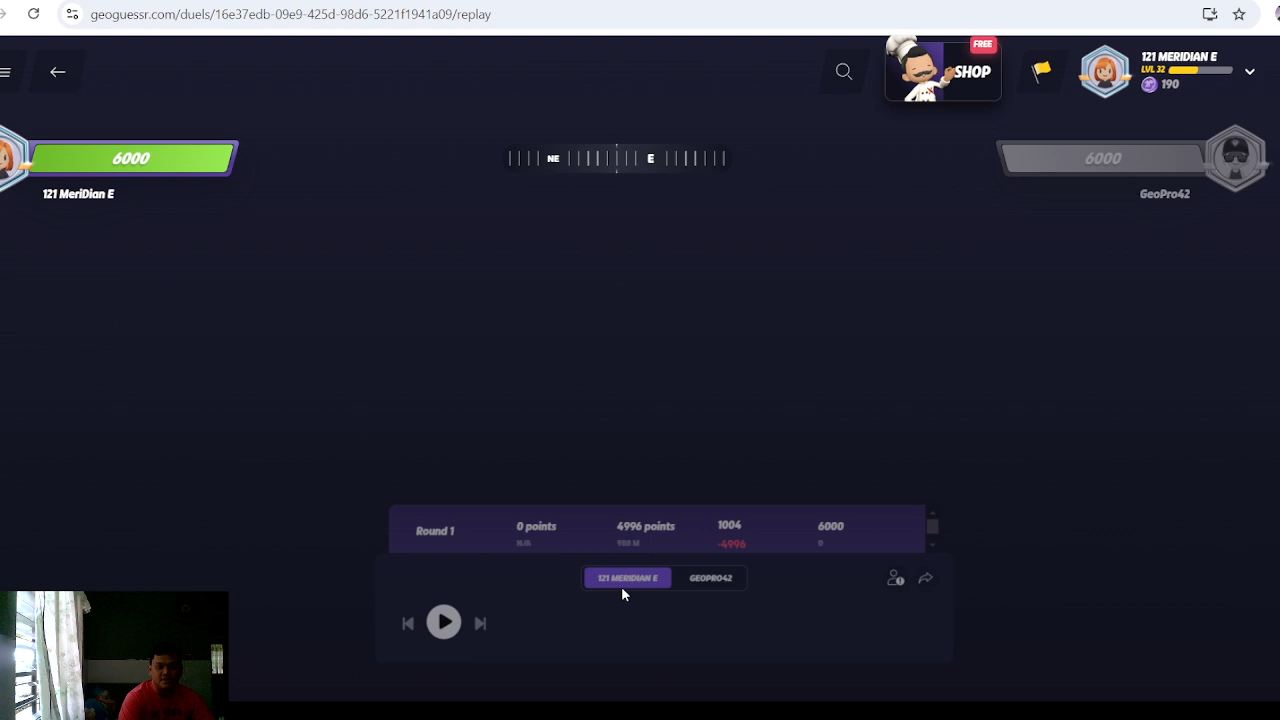 geoguessr.com/duels/16e37edb-09e9-425d-98d6-5221f1941a09/replay
FREE
SHOP
121 MERIDIAN E
LVL 32
190
6000
NE
E
6000
121 MeriDian E
GeoPro42
Round 1
0 points
4996 points
1004
6000
N/A
988 M
-4996
0
121 MERIDIAN E
GEOPRO42